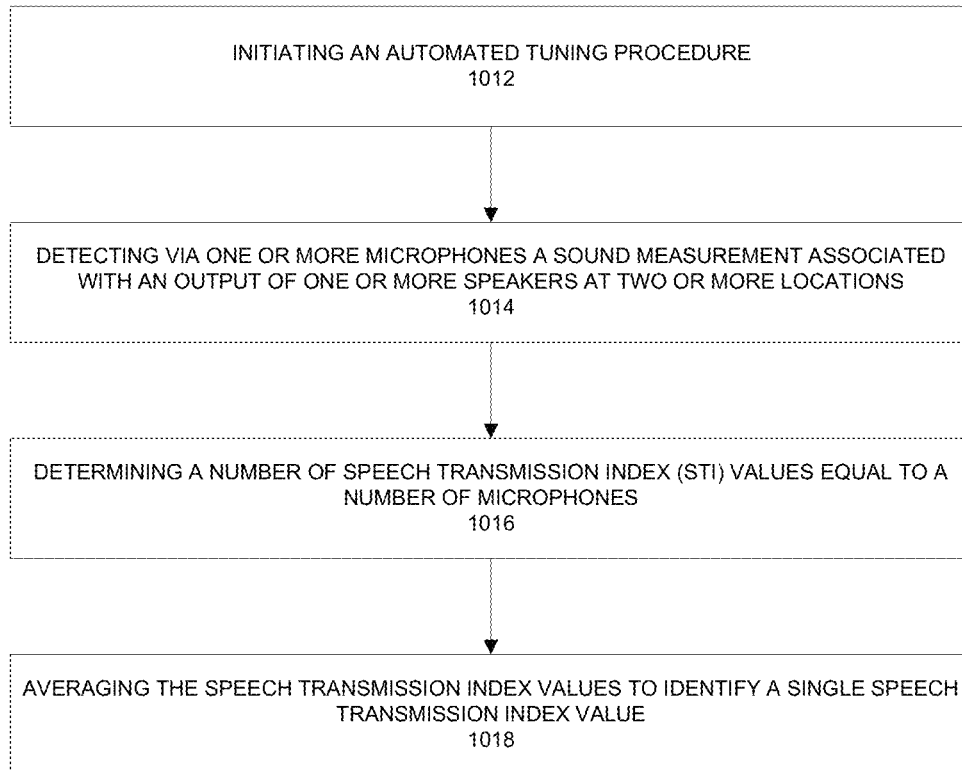 INITIATING AN AUTOMATED TUNING PROCEDURE
1012
DETECTING VIA ONE OR MORE MICROPHONES A SOUND MEASUREMENT ASSOCIATED
WITH AN OUTPUT OF ONE OR MORE SPEAKERS AT TWO OR MORE LOCATIONS
1014
DETERMINING A NUMBER OF SPEECH TRANSMISSION INDEX (STI) VALUES EQUAL TO A
NUMBER OF MICROPHONES
1016
AVERAGING THE SPEECH TRANSMISSION INDEX VALUES TO IDENTIFY A SINGLE SPEECH
TRANSMISSION INDEX VALUE
1018